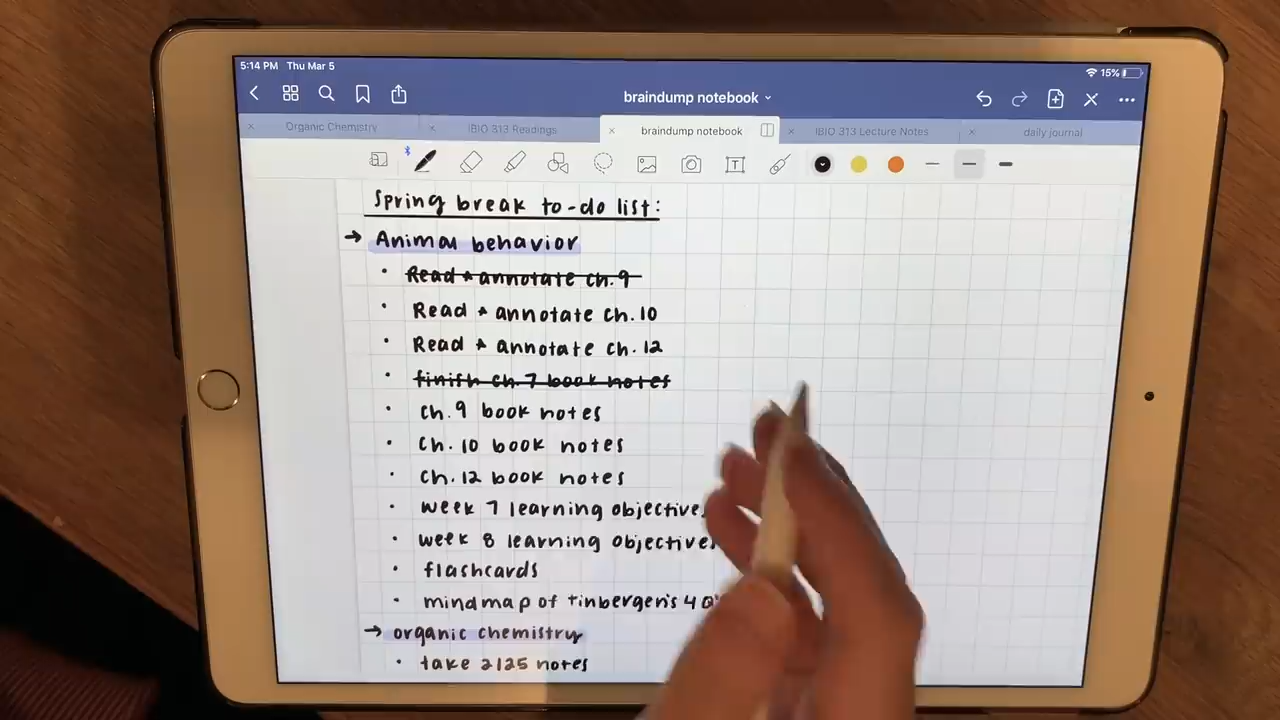 5:14 PM Thu Mar 5
15%
braindump notebook
Organic Chemistry
IBIO 313 Readings
braindump notebook
IBIO 313 Lecture Notes
daily journal
Spring break to-do list:
→ Animal behavior
• Read + annotate ch. 9
• Read + annotate ch. 10
• Read + annotate ch. 12
• finish ch. 7 book notes
• ch. 9 book notes
• ch. 10 book notes
• ch. 12 book notes
• week 7 learning objectives
• week 8 learning objectives
• flashcards
• mindmap of tinbergen's 4
→ organic chemistry
• take 2125 notes